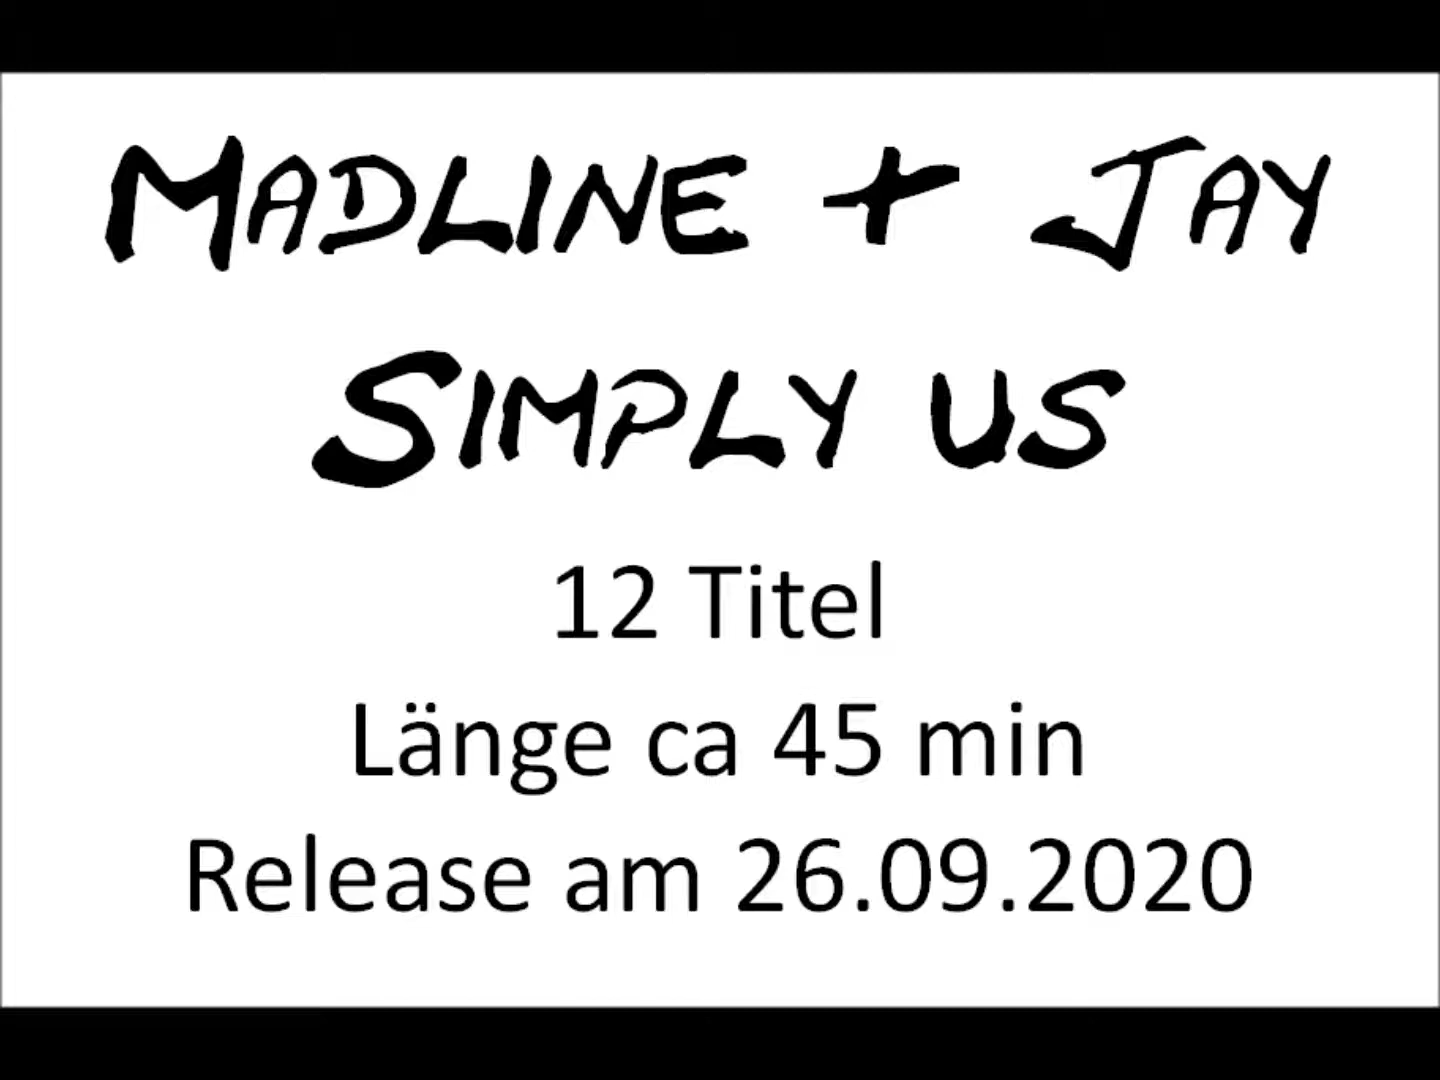 MADLINE + JAY
SIMPLY US
12 Titel
Länge ca 45 min
Release am 26.09.2020